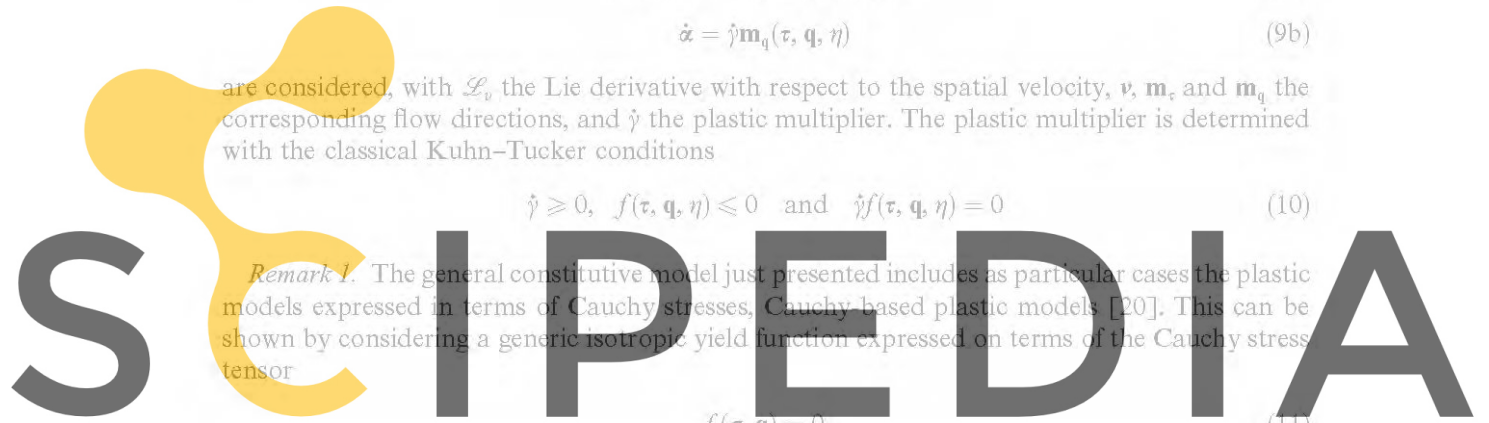 α̇ = γ̇m_q(τ, q, η) (9b)
are considered, with ℒ_v the Lie derivative with respect to the spatial velocity, v, m_τ and m_q the
corresponding flow directions, and γ̇ the plastic multiplier. The plastic multiplier is determined
with the classical Kuhn–Tucker conditions
γ̇ ⩾ 0, f(τ, q, η) ⩽ 0 and γ̇f(τ, q, η) = 0 (10)
Remark 1. The general constitutive model just presented includes as particular cases the plastic
models expressed in terms of Cauchy stresses, Cauchy-based plastic models [20]. This can be
shown by considering a generic isotropic yield function expressed on terms of the Cauchy stress
tensor
SCIPEDIA
(11)